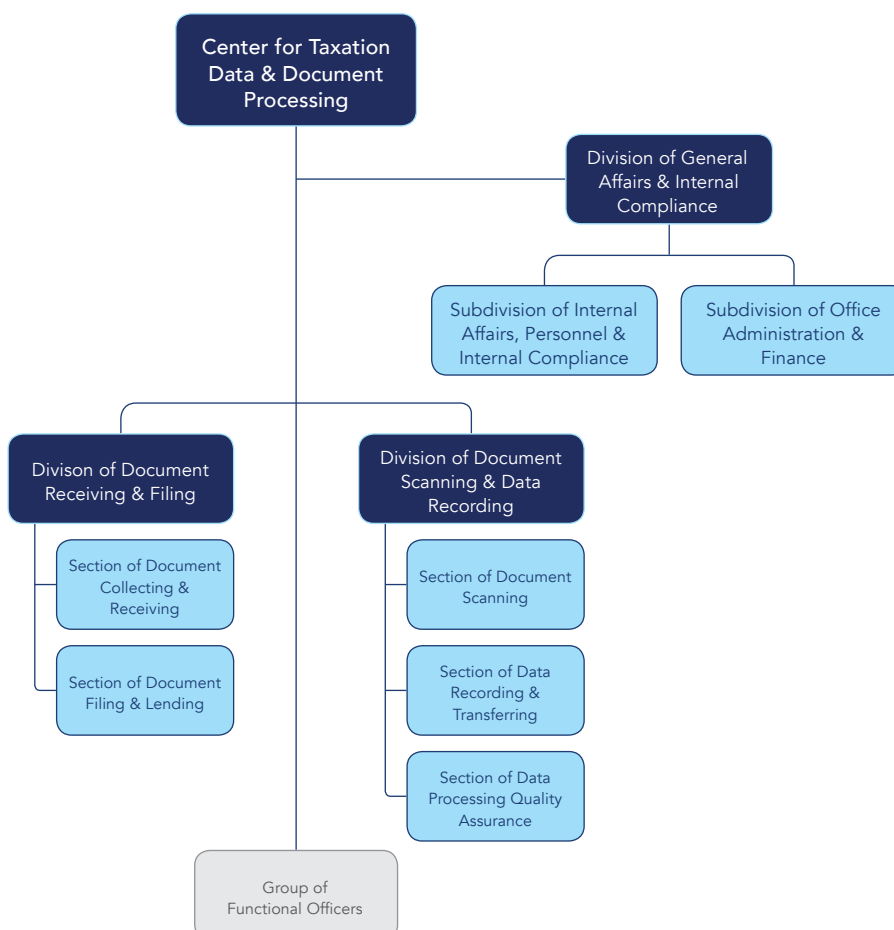 Center for Taxation
Data & Document
Processing
Division of General
Affairs & Internal
Compliance
Subdivision of Internal
Affairs, Personnel &
Internal Compliance
Subdivision of Office
Administration &
Finance
Divison of Document
Receiving & Filing
Division of Document
Scanning & Data
Recording
Section of Document
Collecting &
Receiving
Section of Document
Filing & Lending
Section of Document
Scanning
Section of Data
Recording &
Transferring
Section of Data
Processing Quality
Assurance
Group of
Functional Officers